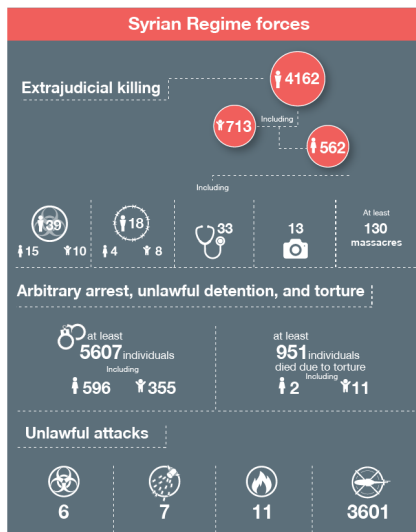 Syrian Regime forces
Extrajudicial killing
4162
Including
713
562
Including
39
15
10
18
4
8
33
13
At least
130
massacres
Arbitrary arrest, unlawful detention, and torture
at least
5607 individuals
Including
596
355
at least
951 individuals
died due to torture
Including
2
11
Unlawful attacks
6
7
11
3601